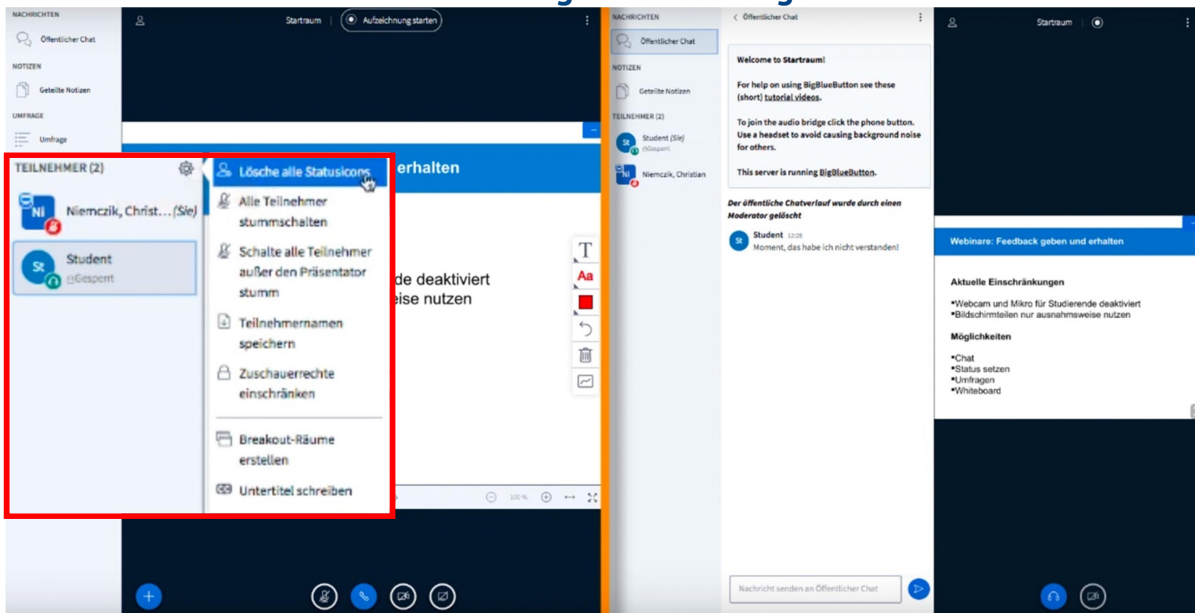 NACHRICHTEN
Öffentlicher Chat
NOTIZEN
Geteilte Notizen
UMFRAGE
Umfrage
Startraum
Aufzeichnung starten
TEILNEHMER (2)
NI
Niemczik, Christ... (Sie)
St
Student
Gesperrt
Lösche alle Statusicons
Alle Teilnehmer
stummschalten
Schalte alle Teilnehmer
außer den Präsentator
stumm
Teilnehmernamen
speichern
Zuschauerrechte
einschränken
Breakout-Räume
erstellen
Untertitel schreiben
erhalten
de deaktiviert
eise nutzen
T
Aa
100 %
NACHRICHTEN
Öffentlicher Chat
NOTIZEN
Geteilte Notizen
TEILNEHMER (2)
St
Student (Sie)
Gesperrt
NI
Niemczik, Christian
Öffentlicher Chat
Welcome to Startraum!
For help on using BigBlueButton see these
(short) tutorial videos.
To join the audio bridge click the phone button.
Use a headset to avoid causing background noise
for others.
This server is running BigBlueButton.
Der öffentliche Chatverlauf wurde durch einen
Moderator gelöscht
St
Student 12:28
Moment, das habe ich nicht verstanden!
Nachricht senden an Öffentlicher Chat
Startraum
Webinare: Feedback geben und erhalten
Aktuelle Einschränkungen
▪Webcam und Mikro für Studierende deaktiviert
▪Bildschirmteilen nur ausnahmsweise nutzen
Möglichkeiten
▪Chat
▪Status setzen
▪Umfragen
▪Whiteboard